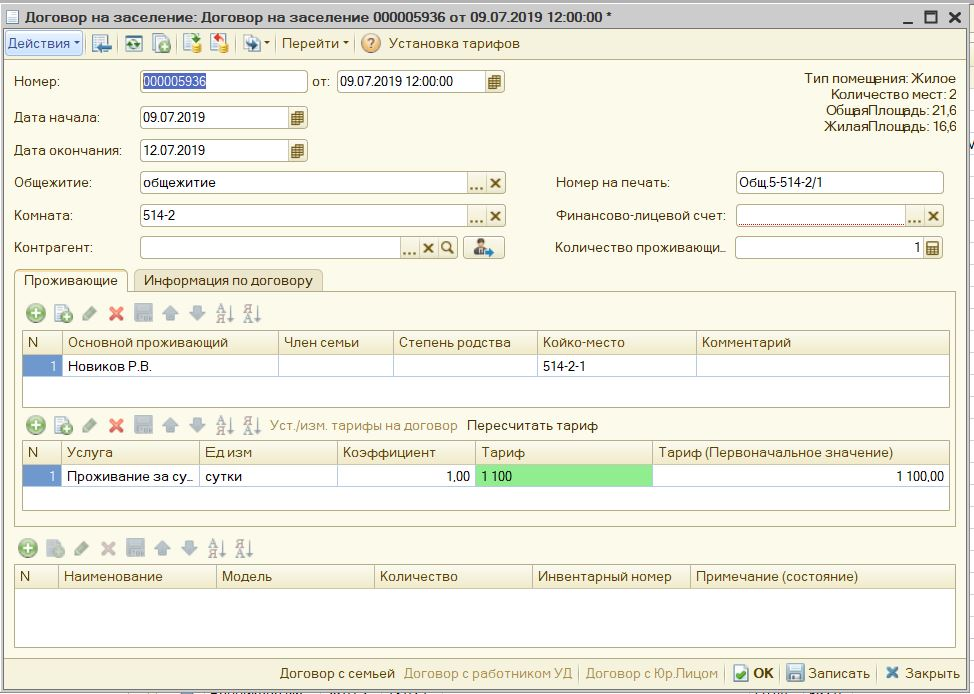 Договор на заселение: Договор на заселение 000005936 от 09.07.2019 12:00:00 *
Действия Перейти ? Установка тарифов
Номер: 000005936 от: 09.07.2019 12:00:00
Тип помещения: Жилое
Количество мест: 2
ОбщаяПлощадь: 21,6
ЖилаяПлощадь: 16,6
Дата начала: 09.07.2019
Дата окончания: 12.07.2019
Общежитие: общежитие ... Номер на печать: Общ.5-514-2/1
Комната: 514-2 ... Финансово-лицевой счет: ...
Контрагент: ... Количество проживающи... 1
Проживающие Информация по договору
N Основной проживающий Член семьи Степень родства Койко-место Комментарий
1 Новиков Р.В. 514-2-1
Уст./изм. тарифы на договор Пересчитать тариф
N Услуга Ед изм Коэффициент Тариф Тариф (Первоначальное значение)
1 Проживание за су... сутки 1,00 1 100 1 100,00
N Наименование Модель Количество Инвентарный номер Примечание (состояние)
Договор с семьей Договор с работником УД Договор с Юр.Лицом OK Записать Закрыть